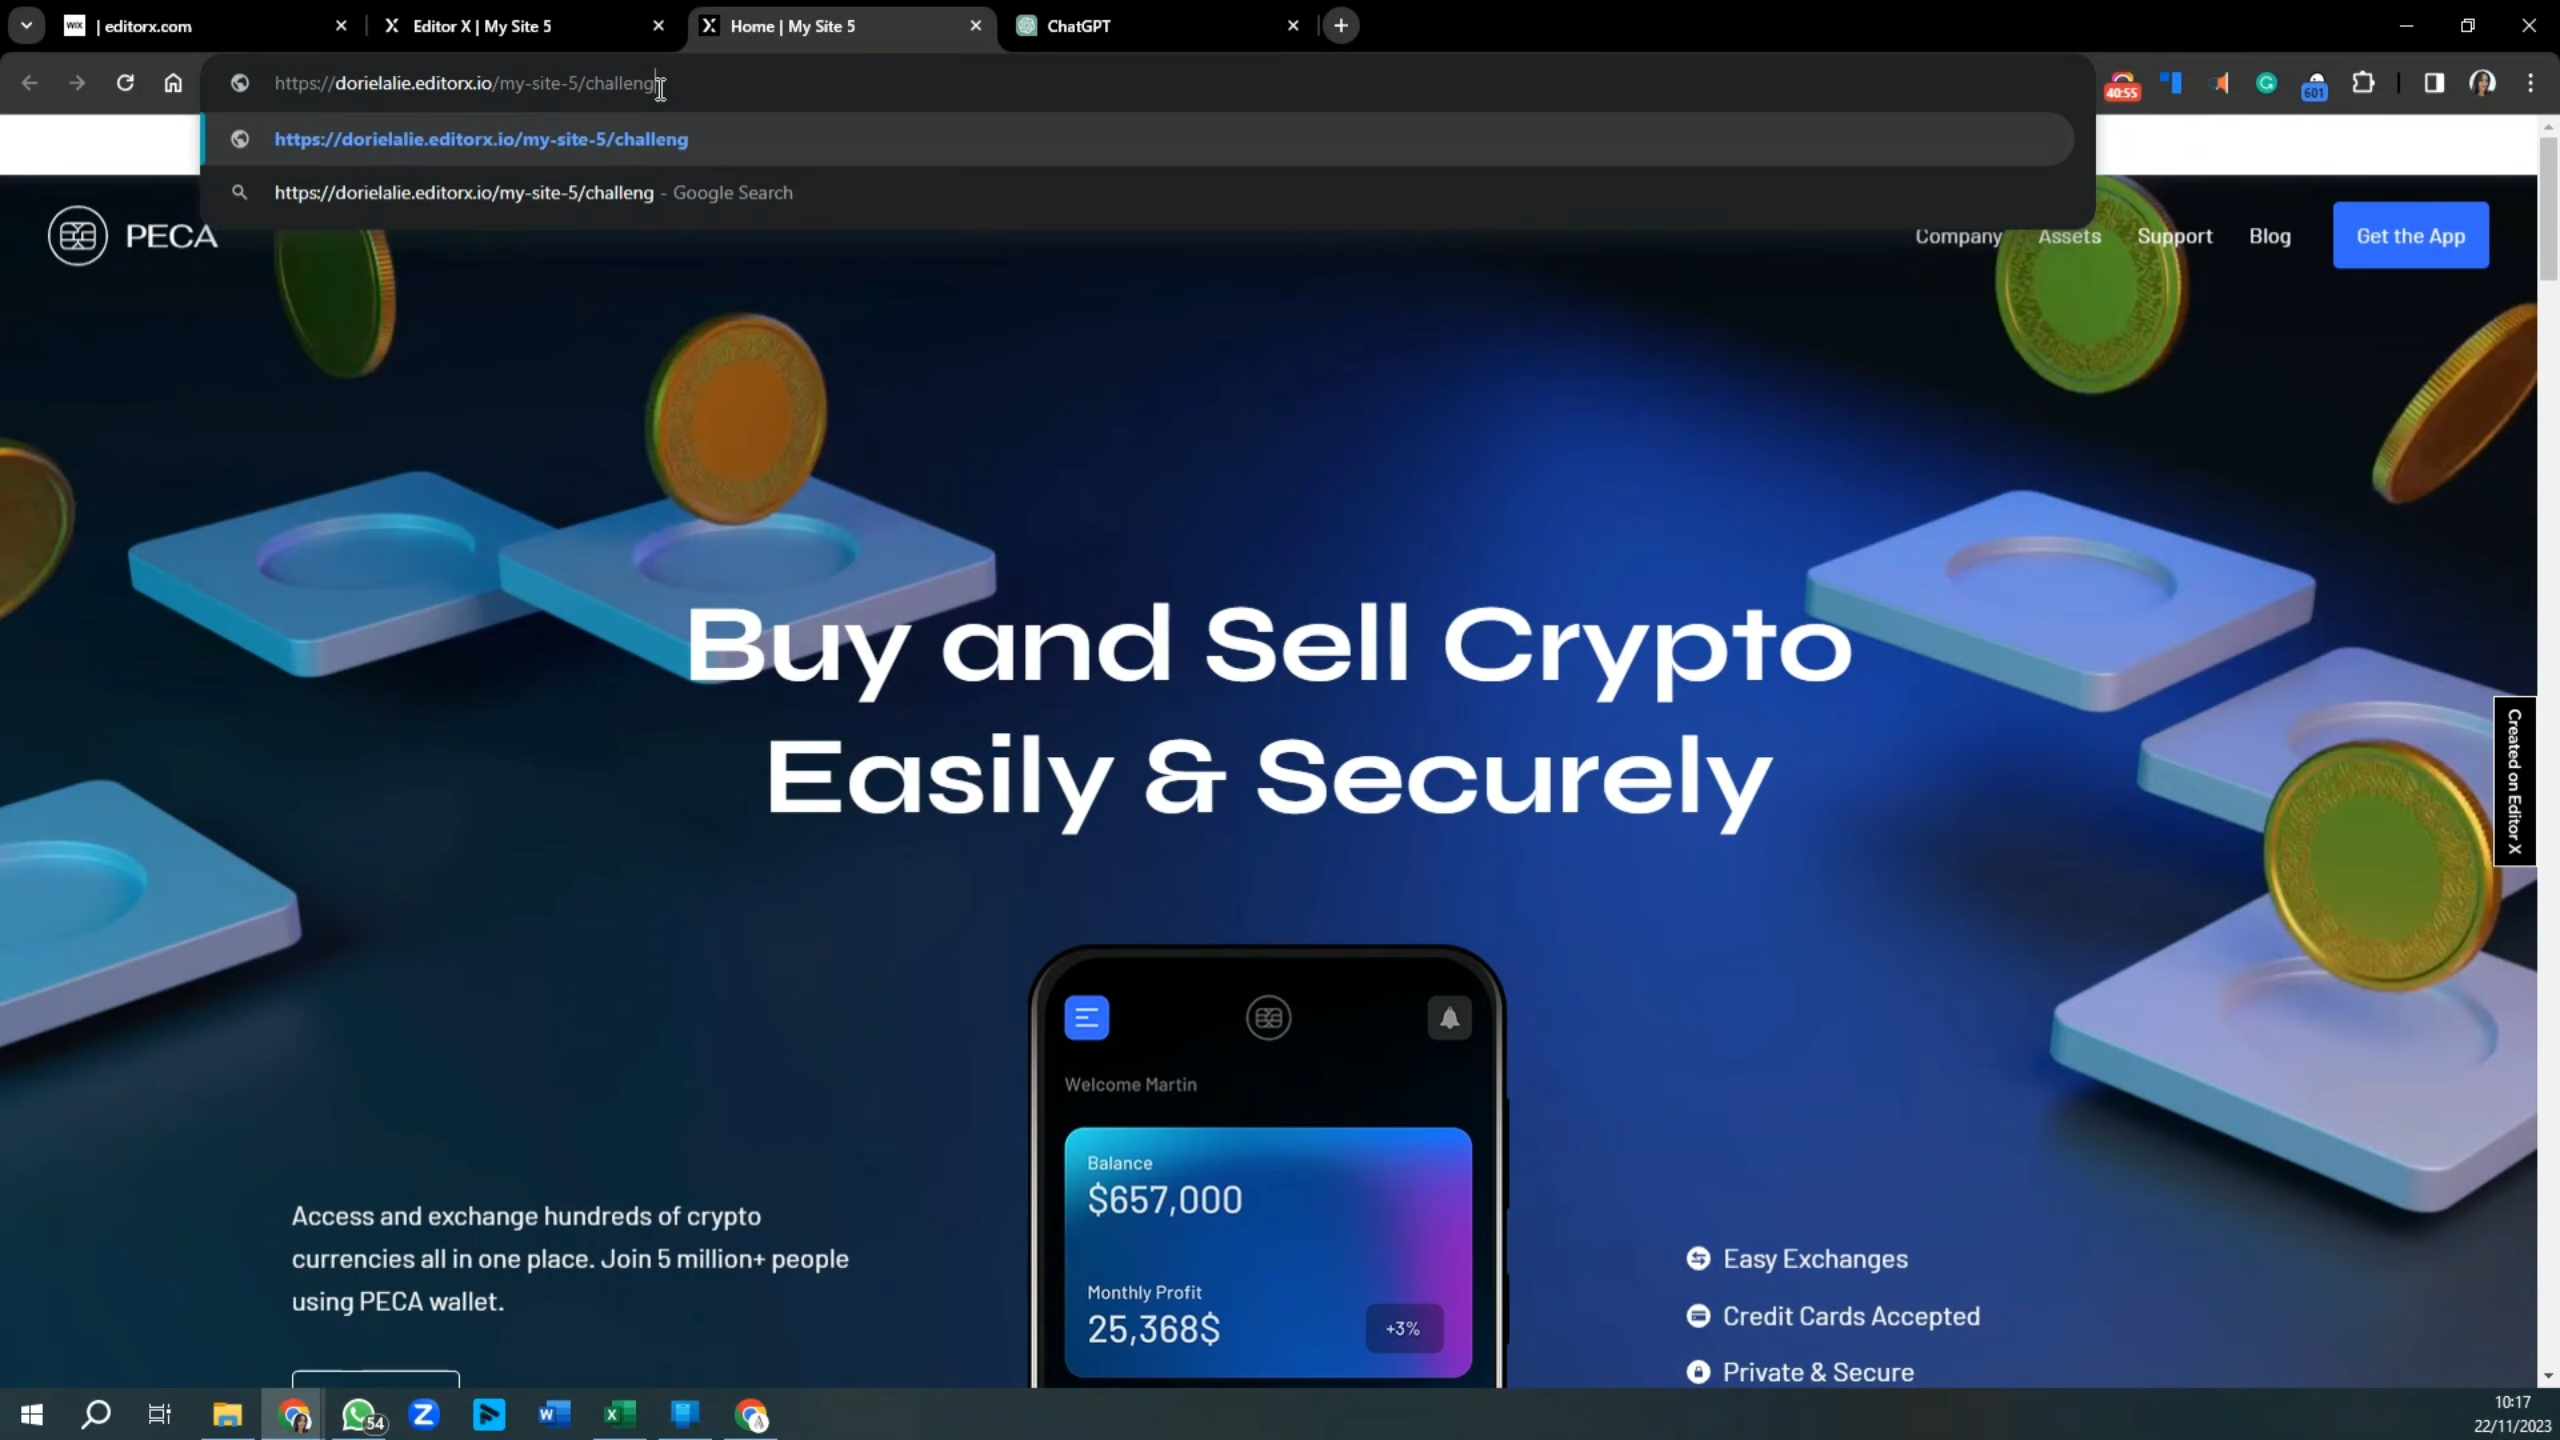 WIX | editorx.com
Editor X | My Site 5
Home | My Site 5
ChatGPT
https://dorielalie.editorx.io/my-site-5/challeng
https://dorielalie.editorx.io/my-site-5/challeng
https://dorielalie.editorx.io/my-site-5/challeng - Google Search
40:55
601
PECA
Company
Assets
Support
Blog
Get the App
Buy and Sell Crypto
Easily & Securely
Created on Editor X
Welcome Martin
Balance
$657,000
Monthly Profit
25,368$
+3%
Access and exchange hundreds of crypto
currencies all in one place. Join 5 million+ people
using PECA wallet.
Easy Exchanges
Credit Cards Accepted
Private & Secure
54
10:17
22/11/2023